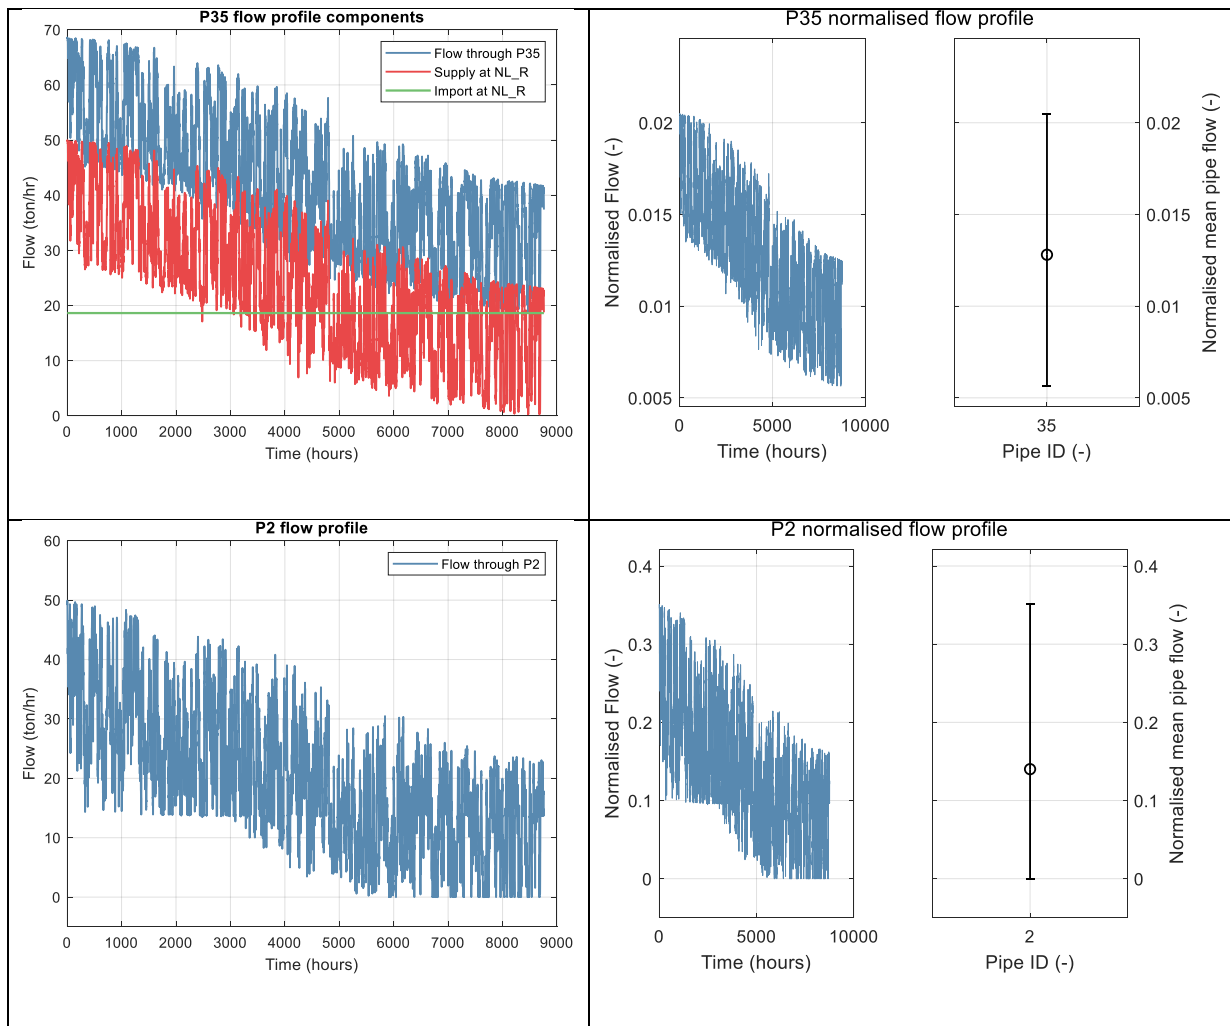 P35 flow profile components
70
60
50
40
30
20
10
0
Flow (ton/hr)
Flow through P35
Supply at NL_R
Import at NL_R
0 1000 2000 3000 4000 5000 6000 7000 8000 9000
Time (hours)
P35 normalised flow profile
Normalised Flow (-)
0.02
0.015
0.01
0.005
0 5000 10000
Time (hours)
0.02
0.015
0.01
0.005
Normalised mean pipe flow (-)
35
Pipe ID (-)
P2 flow profile
60
50
40
30
20
10
0
Flow (ton/hr)
Flow through P2
0 1000 2000 3000 4000 5000 6000 7000 8000 9000
Time (hours)
P2 normalised flow profile
Normalised Flow (-)
0.4
0.3
0.2
0.1
0
0 5000 10000
Time (hours)
0.4
0.3
0.2
0.1
0
Normalised mean pipe flow (-)
2
Pipe ID (-)